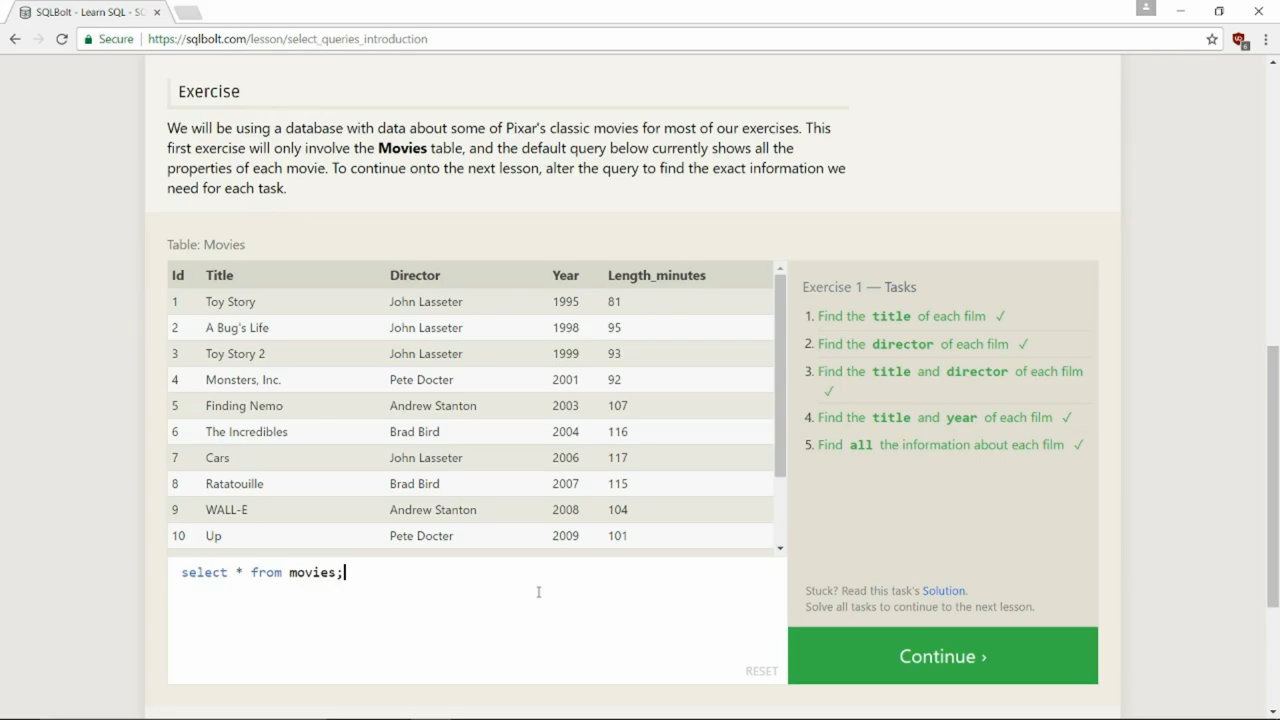 SQLBolt - Learn SQL - SC
Secure
https://sqlbolt.com/lesson/select_queries_introduction
6
Exercise
We will be using a database with data about some of Pixar's classic movies for most of our exercises. This
first exercise will only involve the Movies table, and the default query below currently shows all the
properties of each movie. To continue onto the next lesson, alter the query to find the exact information we
need for each task.
Table: Movies
Id Title Director Year Length_minutes
1 Toy Story John Lasseter 1995 81
2 A Bug's Life John Lasseter 1998 95
3 Toy Story 2 John Lasseter 1999 93
4 Monsters, Inc. Pete Docter 2001 92
5 Finding Nemo Andrew Stanton 2003 107
6 The Incredibles Brad Bird 2004 116
7 Cars John Lasseter 2006 117
8 Ratatouille Brad Bird 2007 115
9 WALL-E Andrew Stanton 2008 104
10 Up Pete Docter 2009 101
select * from movies;
RESET
Exercise 1 — Tasks
1. Find the title of each film ✓
2. Find the director of each film ✓
3. Find the title and director of each film
✓
4. Find the title and year of each film ✓
5. Find all the information about each film ✓
Stuck? Read this task's Solution.
Solve all tasks to continue to the next lesson.
Continue ›